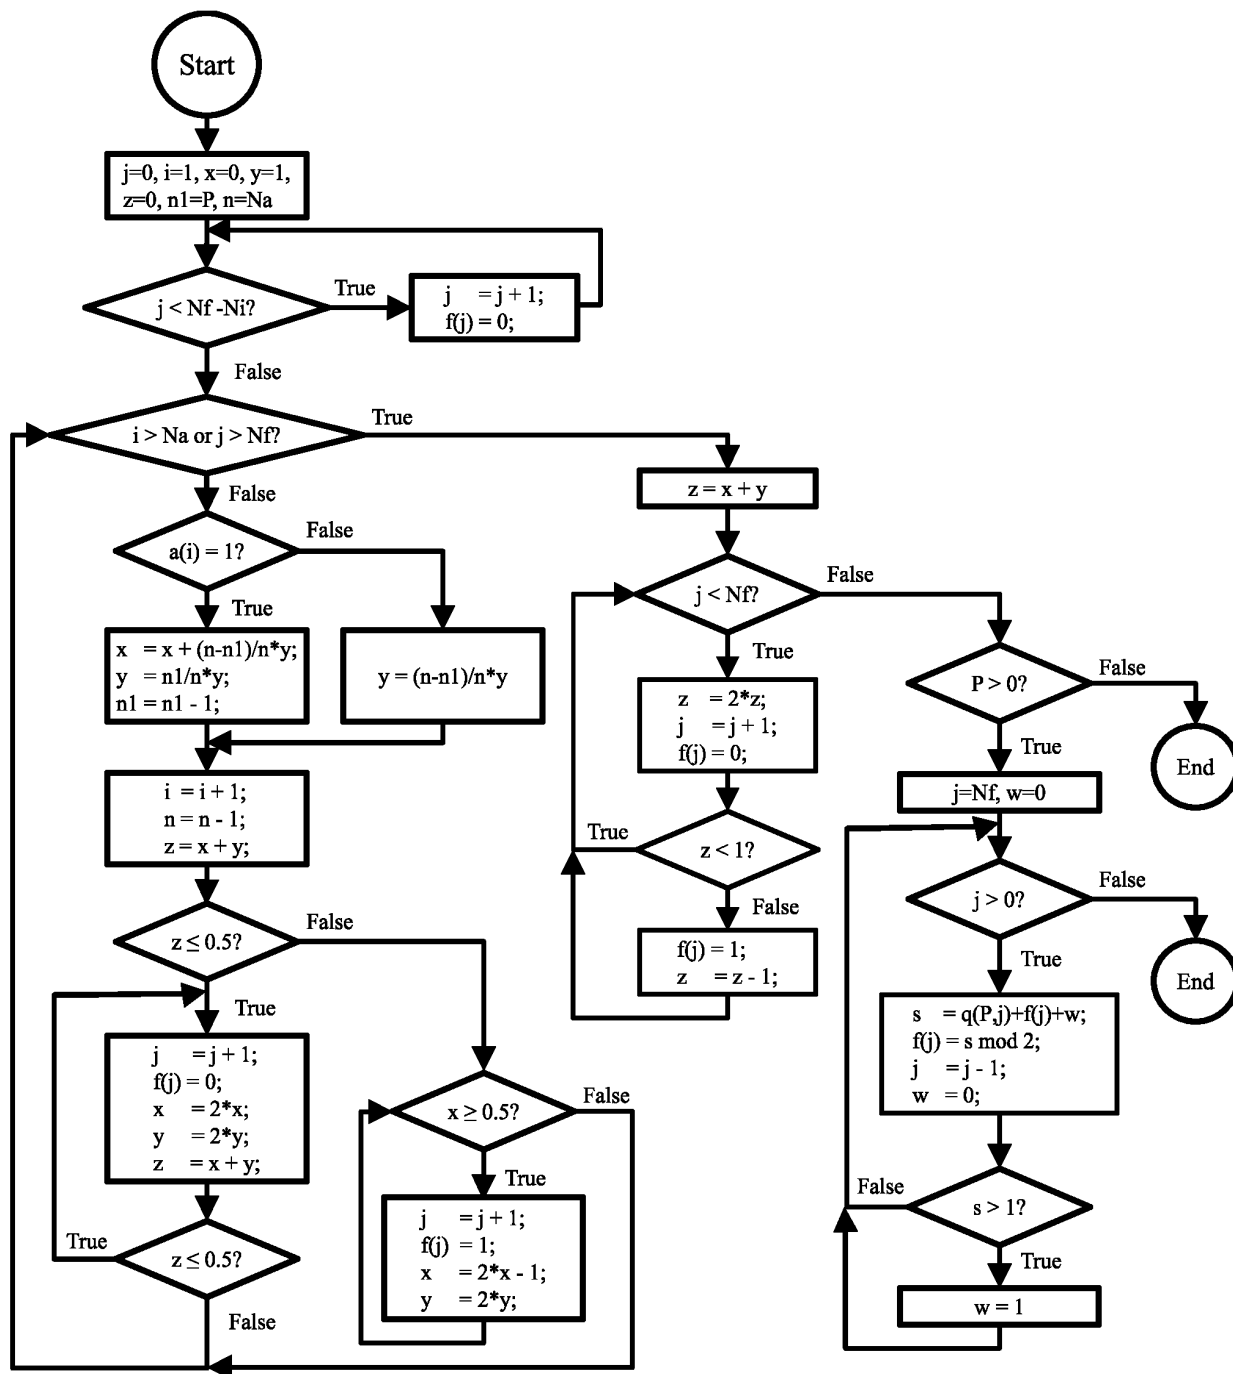 Start
j=0, i=1, x=0, y=1,
z=0, n1=P, n=Na
j < Nf -Ni?
True
j = j + 1;
f(j) = 0;
False
i > Na or j > Nf?
True
False
a(i) = 1?
False
True
x = x + (n-n1)/n*y;
y = n1/n*y;
n1 = n1 - 1;
y = (n-n1)/n*y
i = i + 1;
n = n - 1;
z = x + y;
z ≤ 0.5?
False
True
j = j + 1;
f(j) = 0;
x = 2*x;
y = 2*y;
z = x + y;
z ≤ 0.5?
True
False
x ≥ 0.5?
False
True
j = j + 1;
f(j) = 1;
x = 2*x - 1;
y = 2*y;
z = x + y
j < Nf?
False
True
z = 2*z;
j = j + 1;
f(j) = 0;
z < 1?
True
False
f(j) = 1;
z = z - 1;
P > 0?
False
End
True
j=Nf, w=0
j > 0?
False
End
True
s = q(P,j)+f(j)+w;
f(j) = s mod 2;
j = j - 1;
w = 0;
s > 1?
False
True
w = 1